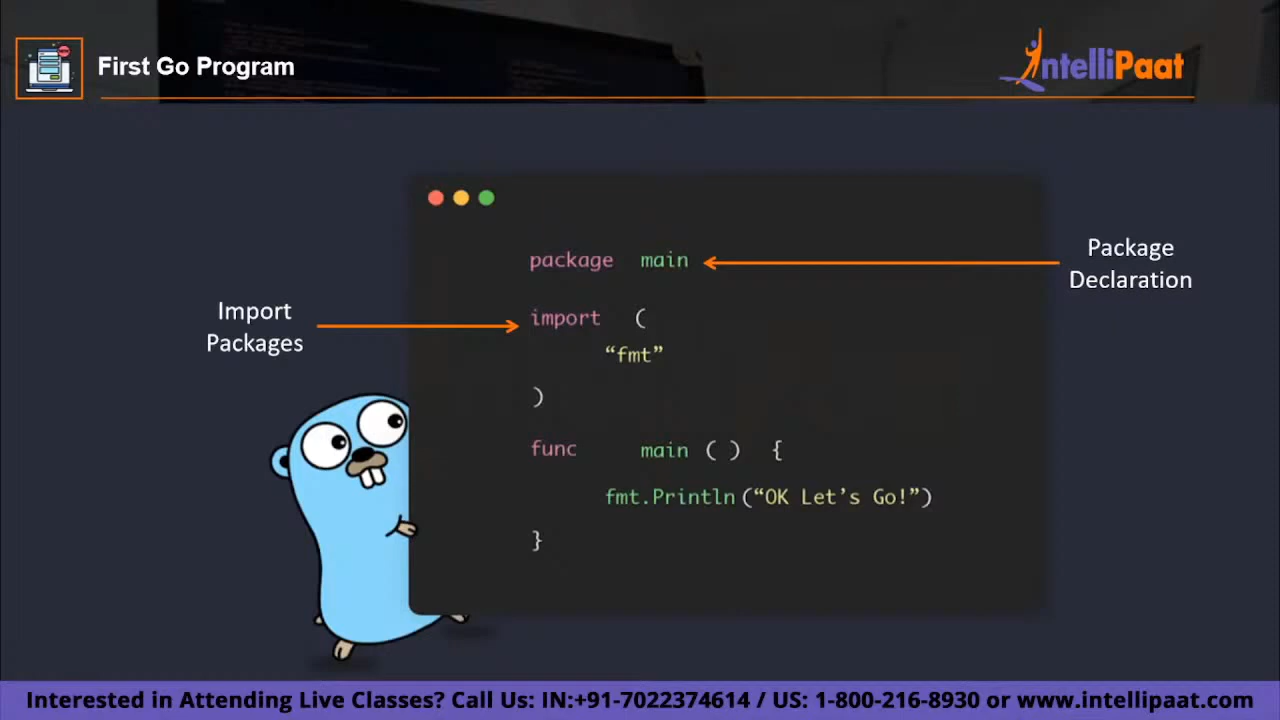 First Go Program
IntelliPaat
package main
Package
Declaration
Import
Packages
import (
“fmt”
)
func main ( ) {
fmt.Println(“OK Let’s Go!”)
}
Interested in Attending Live Classes? Call Us: IN:+91-7022374614 / US: 1-800-216-8930 or www.intellipaat.com